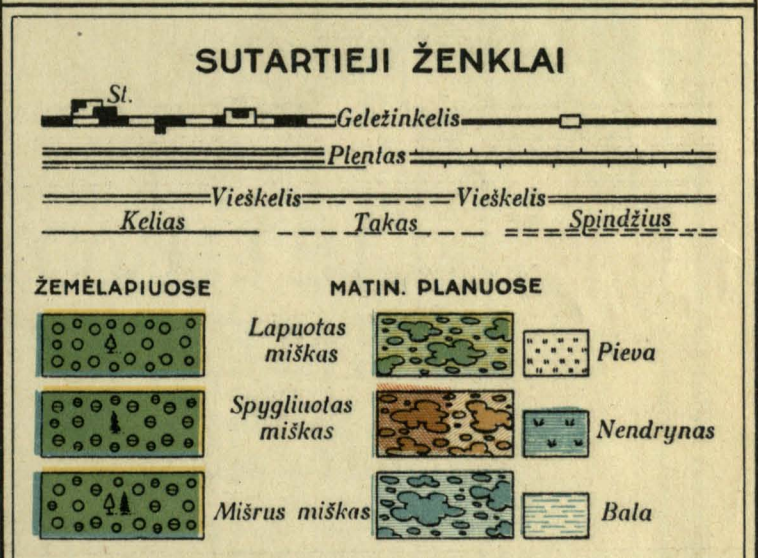 SUTARTIEJI ŽENKLAI
St.
Geležinkelis
Plentas
Vieškelis Vieškelis
Kelias Takas Spindžius
ŽEMĖLAPIUOSE MATIN. PLANUOSE
Lapuotas
miškas
Pieva
Spygliuotas
miškas
Nendrynas
Mišrus miškas
Bala